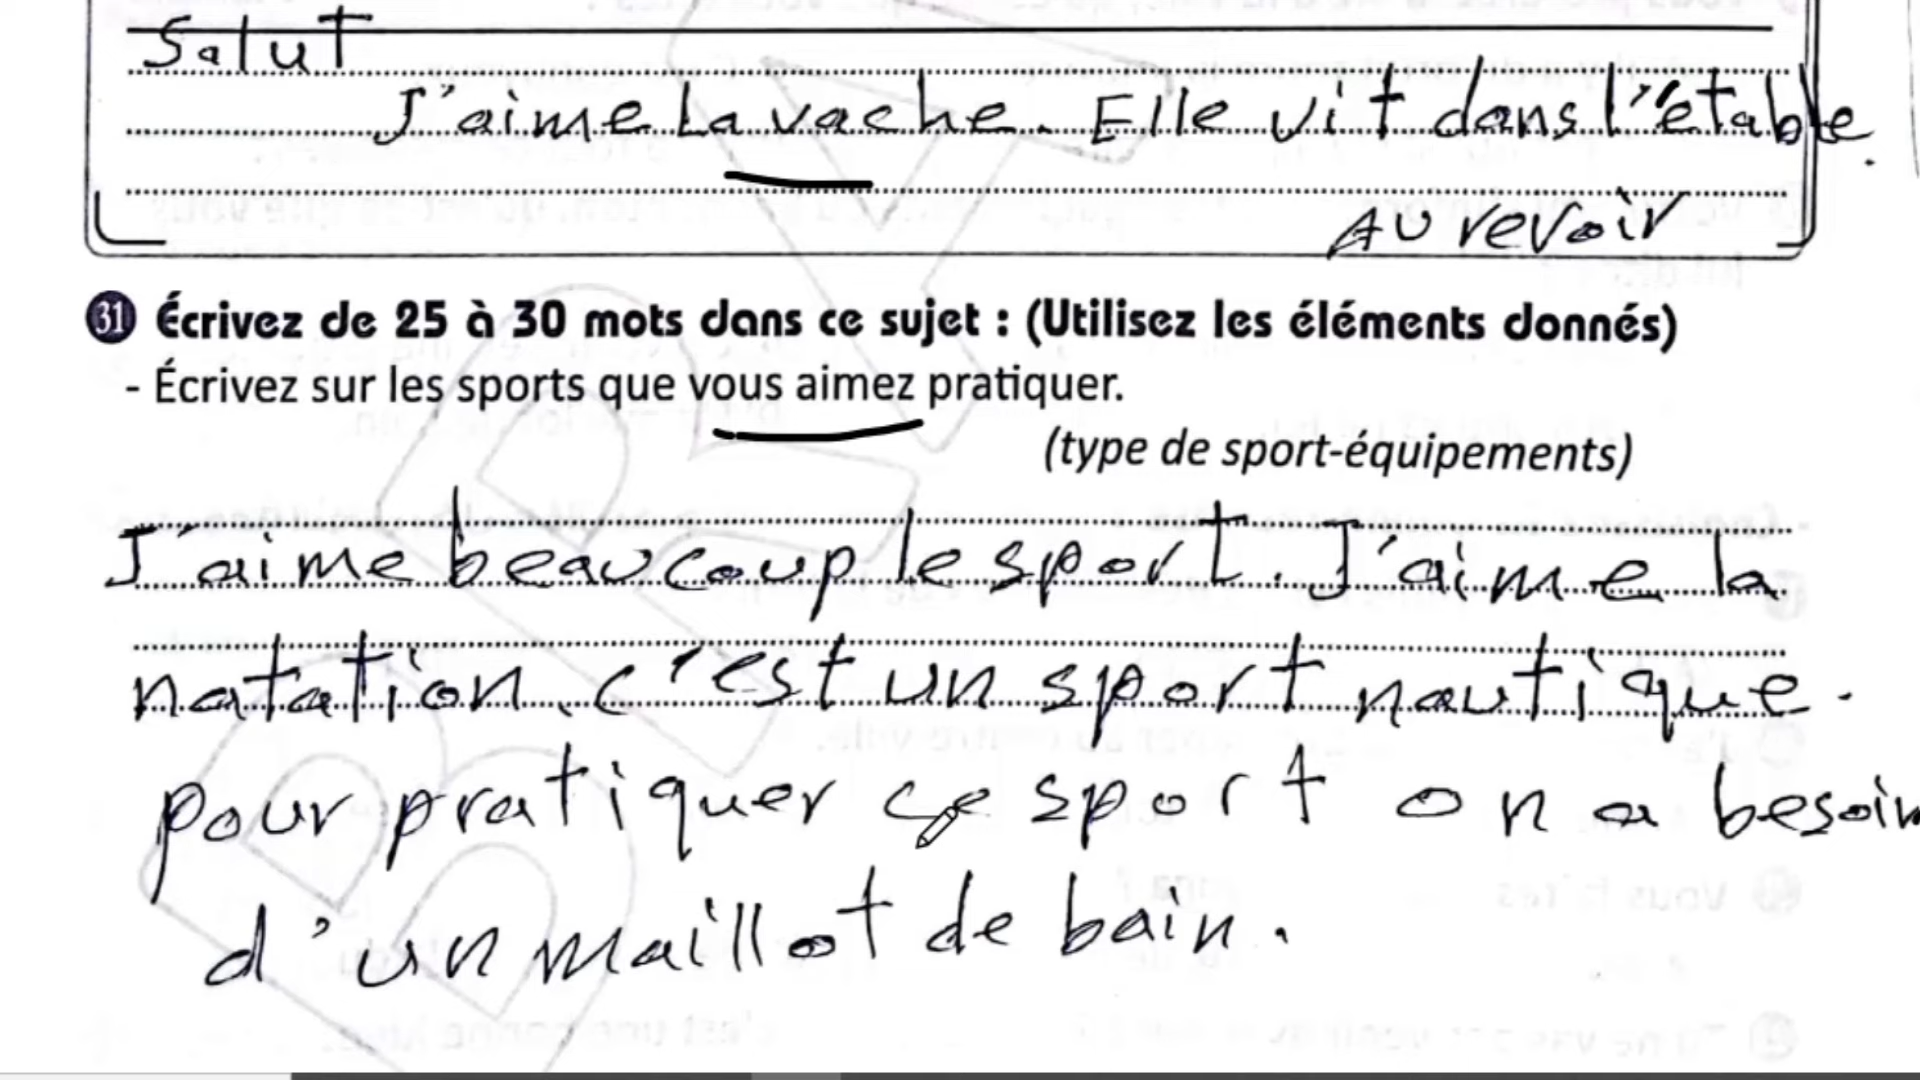 Salut
J'aime la vache. Elle vit dans l'étable.
Au revoir
31 Écrivez de 25 à 30 mots dans ce sujet : (Utilisez les éléments donnés)
- Écrivez sur les sports que vous aimez pratiquer.
(type de sport-équipements)
J'aime beaucoup le sport. J'aime la
natation. c'est un sport nautique.
pour pratiquer ce sport on a besoin
d'un maillot de bain.